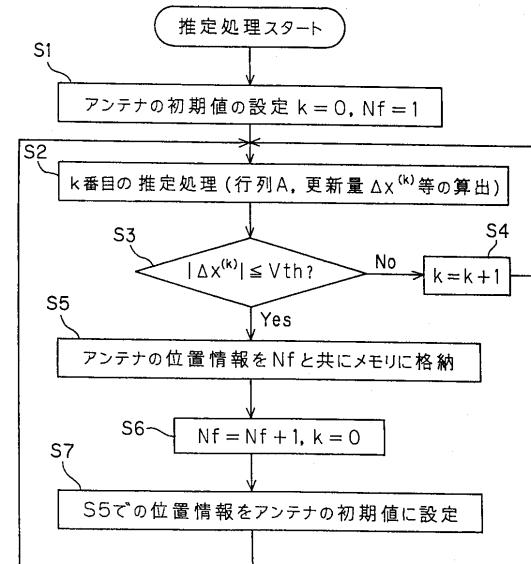 推定処理スタート
S1
アンテナの初期値の設定 k=0, Nf=1
S2
k番目の推定処理(行列A, 更新量 Δx⁽ᵏ⁾ 等の算出)
S3
|Δx⁽ᵏ⁾|≦Vth?
No
S4
k=k+1
Yes
S5
アンテナの位置情報をNfと共にメモリに格納
S6
Nf=Nf+1, k=0
S7
S5での位置情報をアンテナの初期値に設定